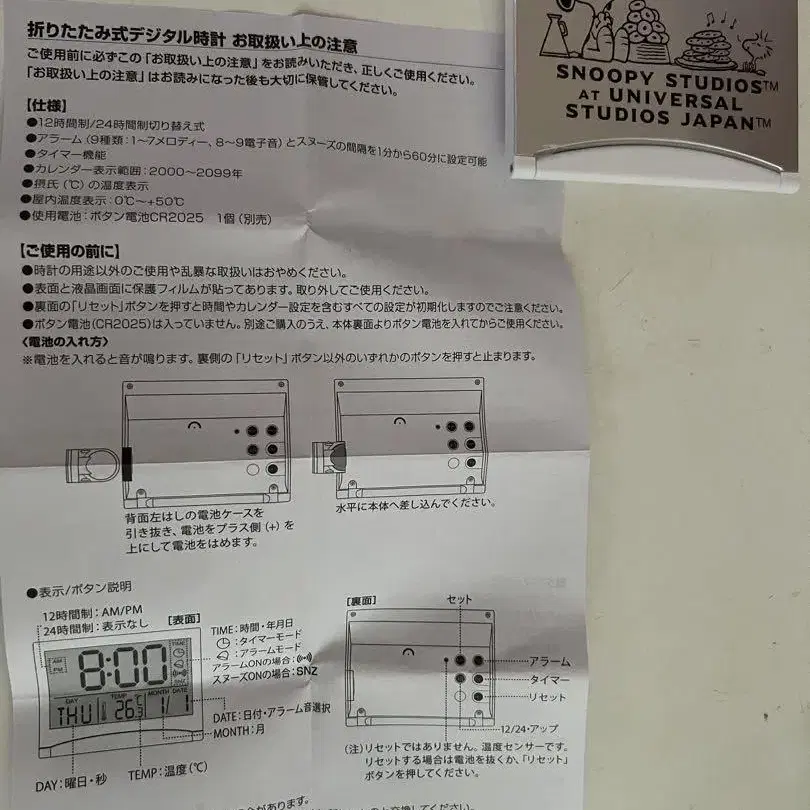 折りたたみ式デジタル時計 お取扱い上の注意
ご使用前に必ずこの「お取扱い上の注意」をお読みいただき、正しくご使用ください。
「お取扱い上の注意」はお読みになった後も大切に保管してください。
【仕様】
●12時間制/24時間制切り替え式
●アラーム(9種類:1~7メロディー、8~9電子音)とスヌーズの間隔を1分から60分に設定可能
●タイマー機能
●カレンダー表示範囲:2000~2099年
●摂氏(℃)の温度表示
●屋内温度表示:0℃~+50℃
●使用電池:ボタン電池CR2025 1個(別売)
【ご使用の前に】
●時計の用途以外のご使用や乱暴な取扱いはおやめください。
●表面と液晶画面に保護フィルムが貼ってあります。取り外してご使用ください。
●裏面の「リセット」ボタンを押すと時間やカレンダー設定を含むすべての設定が初期化しますのでご注意ください。
●ボタン電池(CR2025)は入っていません。別途ご購入のうえ、本体裏面よりボタン電池を入れてからご使用ください。
〈電池の入れ方〉
※電池を入れると音が鳴ります。裏側の「リセット」ボタン以外のいずれかのボタンを押すと止まります。
背面左はしの電池ケースを
引き抜き、電池をプラス側(+)を
上にして電池をはめます。
水平に本体へ差し込んでください。
●表示/ボタン説明
12時間制:AM/PM
24時間制:表示なし
[表面]
TIME:時間・年月日
:タイマーモード
:アラームモード
アラームONの場合:
スヌーズONの場合:SNZ
AM
PM
8:00
TIME
SNZ
DAY
TEMP
MONTH
DATE
THU
26.5℃
1/ 1
DATE:日付・アラーム音選択
MONTH:月
DAY:曜日・秒
TEMP:温度(℃)
[裏面]
セット
アラーム
タイマー
リセット
12/24・アップ
(注)リセットではありません。温度センサーです。
リセットする場合は電池を抜くか、「リセット」
ボタンを押してください。
があります。
交換してください。
SNOOPY STUDIOS™
AT UNIVERSAL
STUDIOS JAPAN™